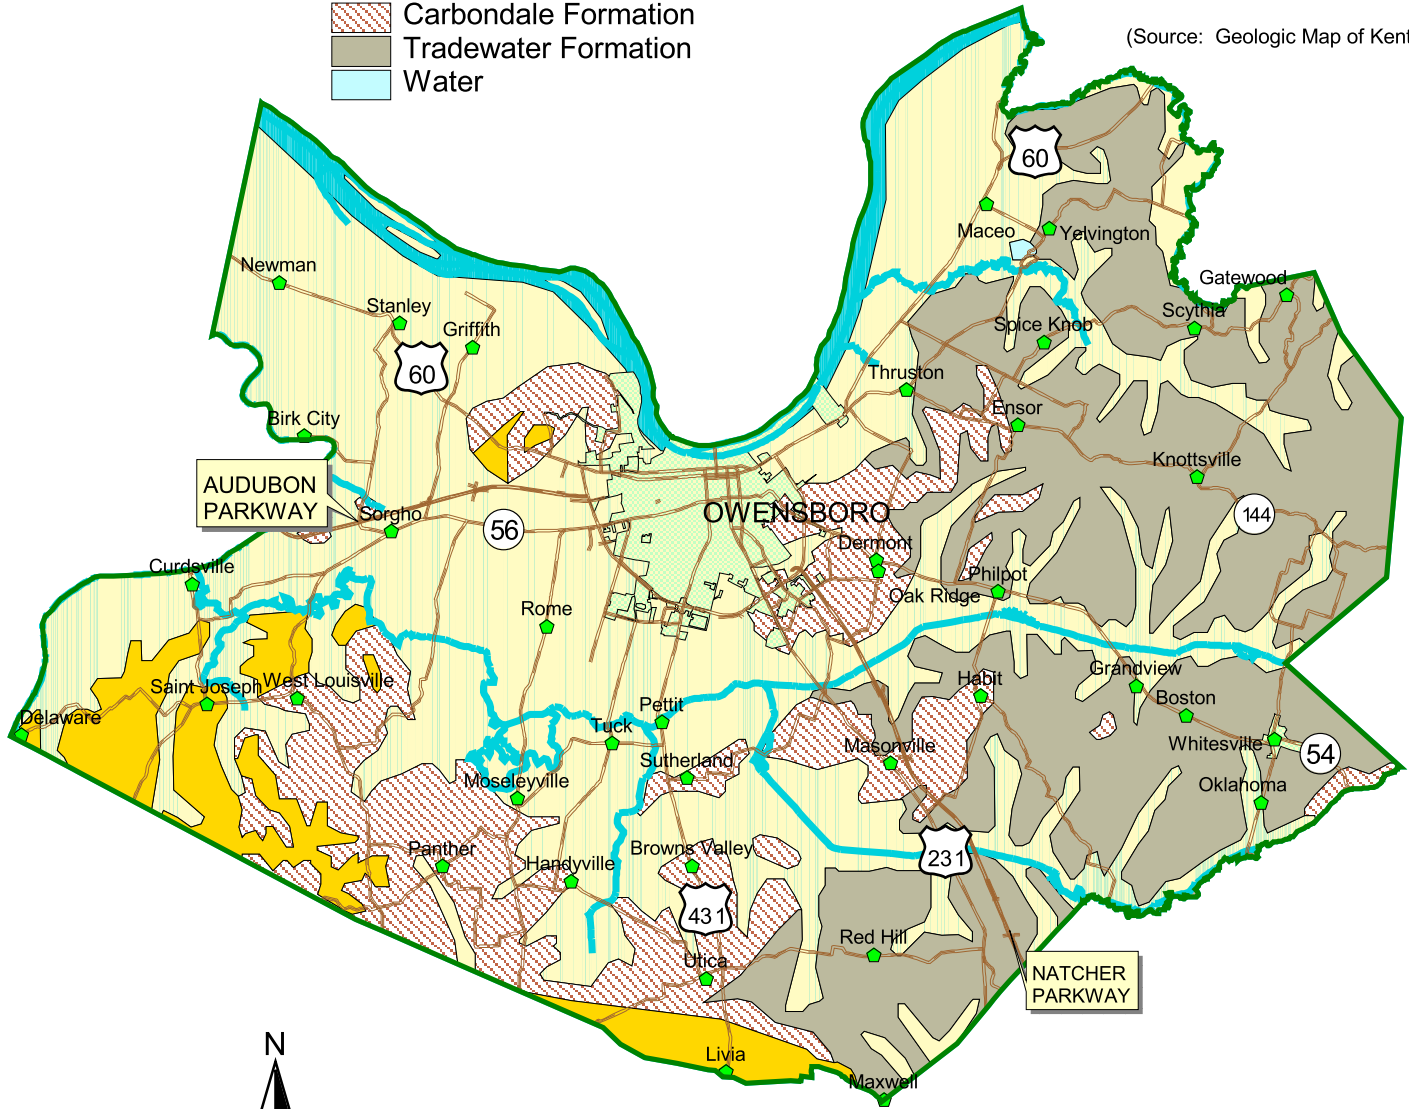 Carbondale Formation
Tradewater Formation
Water
(Source: Geologic Map of Kent
60
Maceo
Yelvington
Newman
Gatewood
Stanley
Scythia
Griffith
Spice Knob
60
Thruston
Birk City
Ensor
Knottsville
AUDUBON
PARKWAY
Sorgho
56
OWENSBORO
144
Dermont
Curdsville
Philpot
Oak Ridge
Rome
Grandview
Saint Joseph
West Louisville
Habit
Boston
Delaware
Pettit
Tuck
Masonville
Whitesville
54
Sutherland
Moseleyville
Oklahoma
Panther
Handyville
Browns Valley
231
431
Red Hill
Utica
NATCHER
PARKWAY
N
Livia
Maxwell